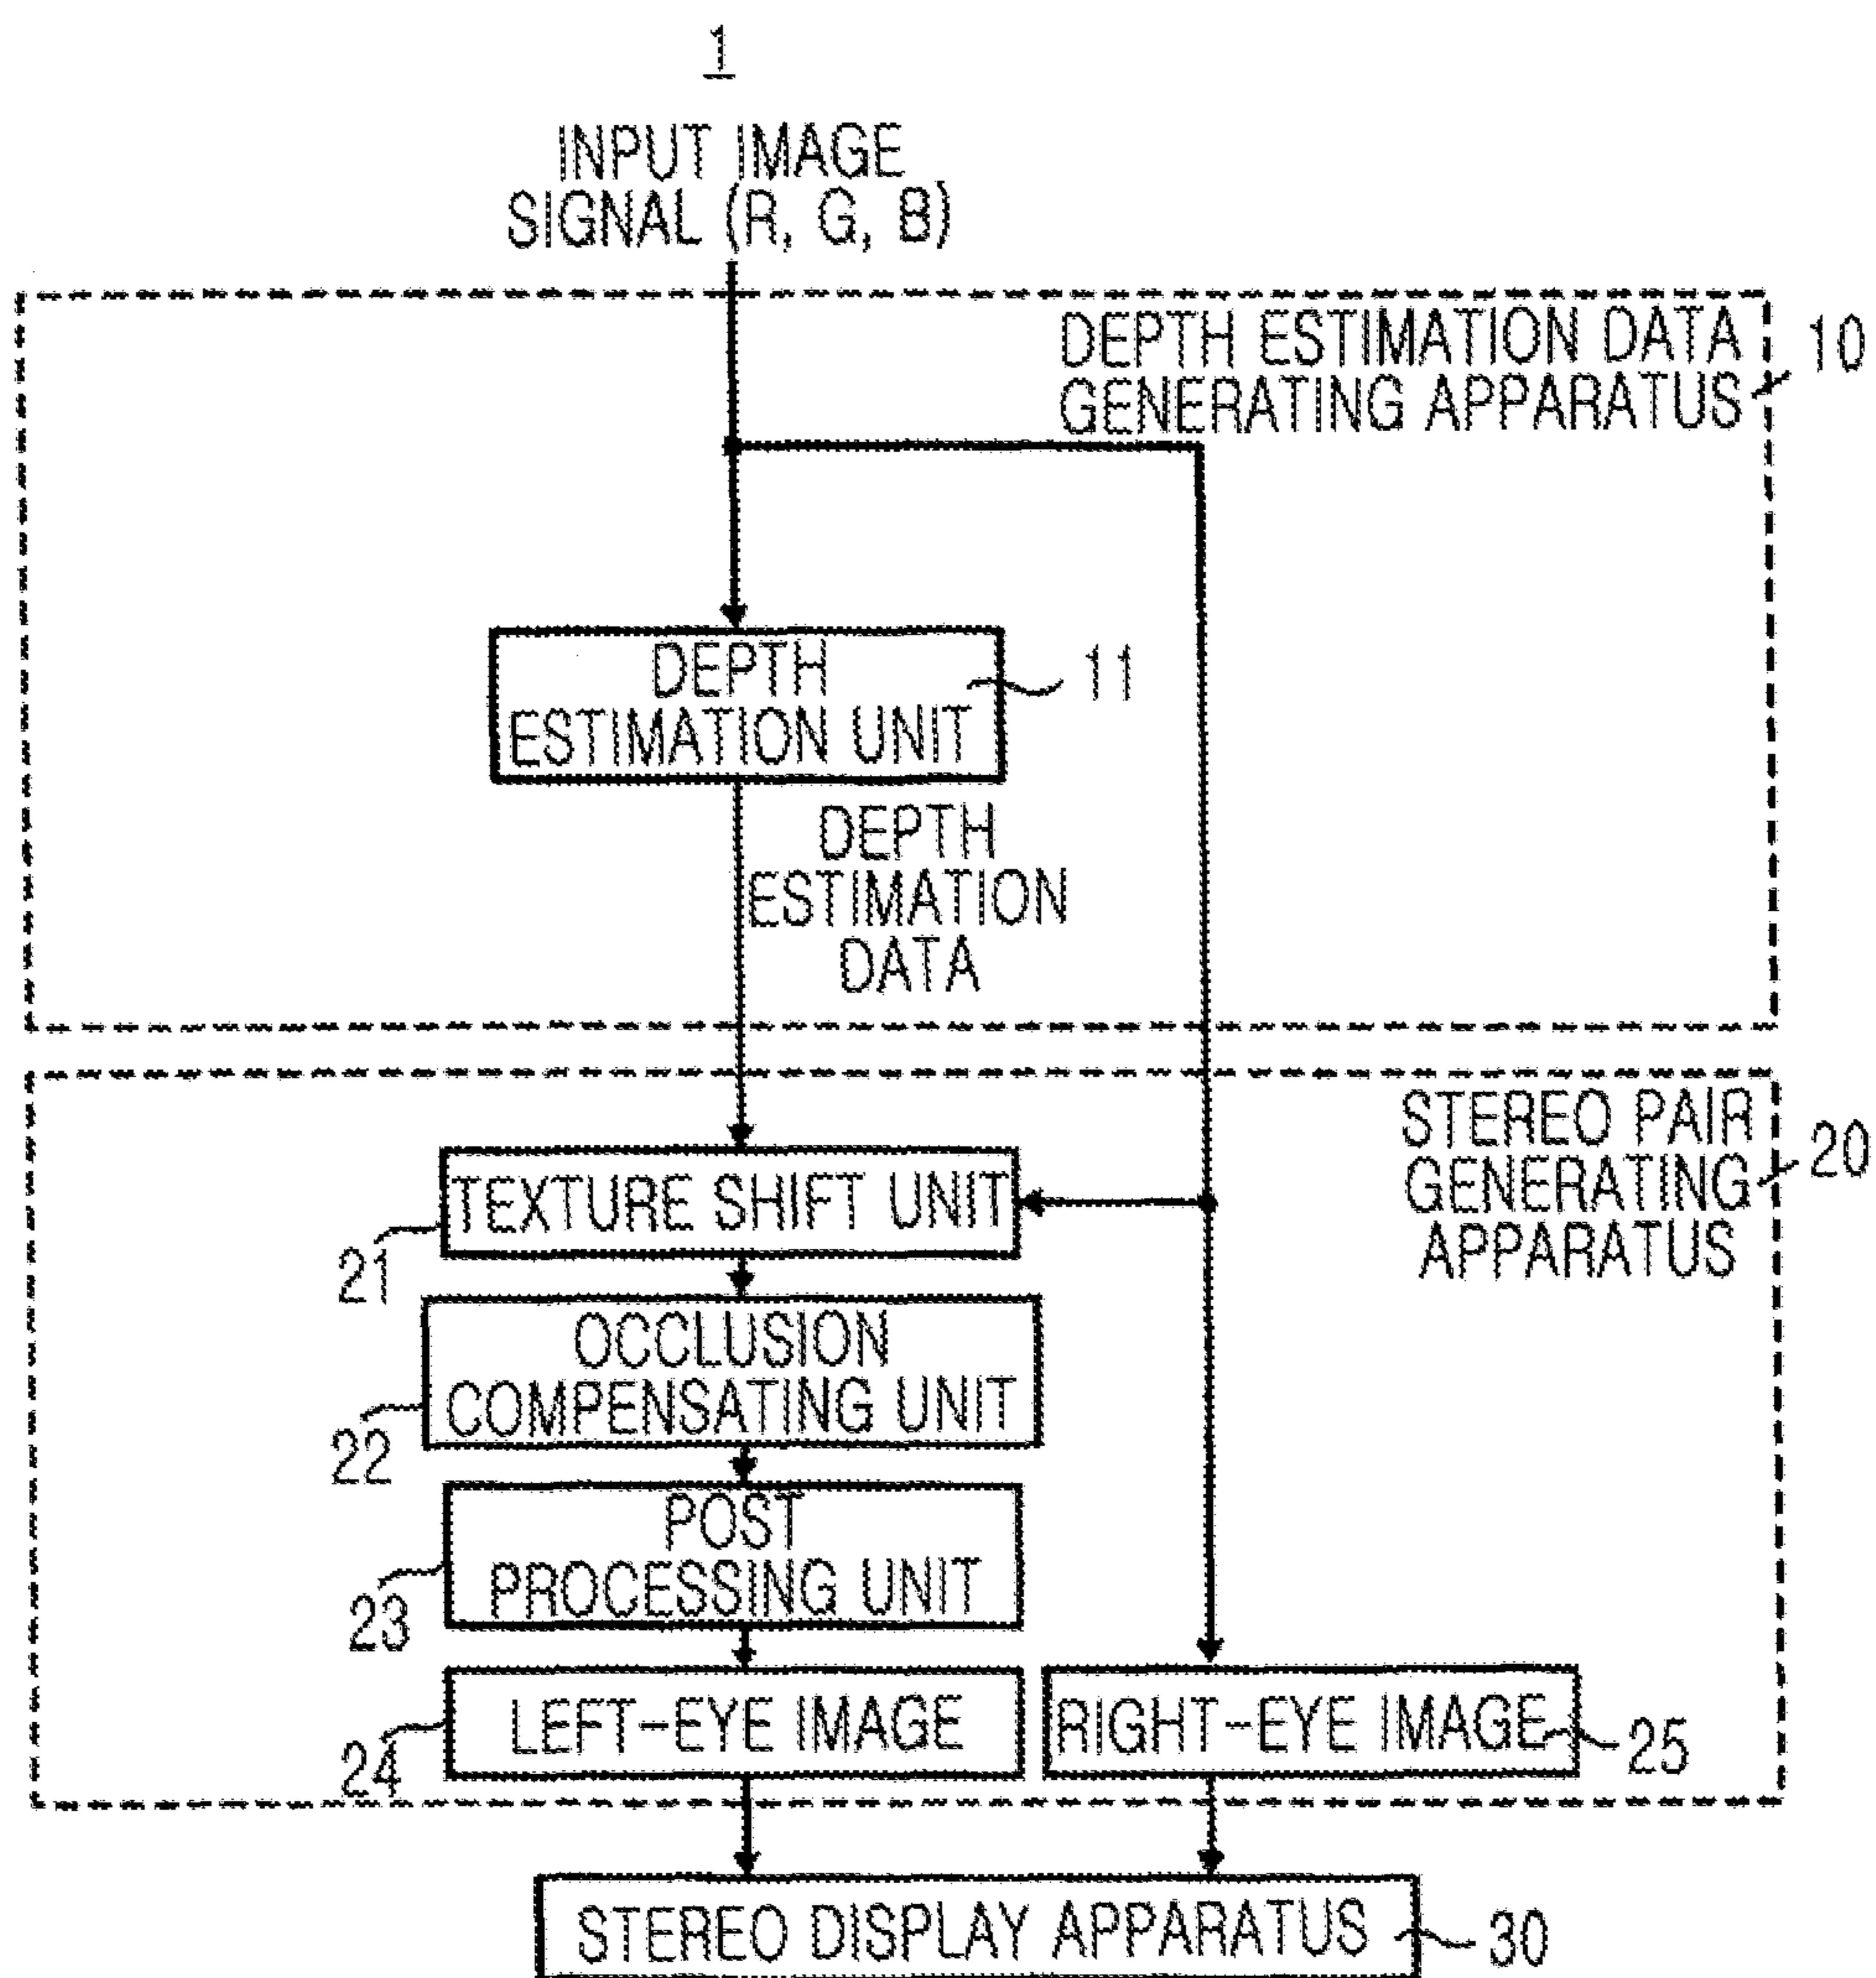 1
INPUT IMAGE
SIGNAL (R, G, B)
DEPTH ESTIMATION DATA
GENERATING APPARATUS
10
DEPTH
ESTIMATION UNIT
11
DEPTH
ESTIMATION
DATA
STEREO PAIR
GENERATING
APPARATUS
20
TEXTURE SHIFT UNIT
21
OCCLUSION
COMPENSATING UNIT
22
POST
PROCESSING UNIT
23
LEFT-EYE IMAGE
24
RIGHT-EYE IMAGE
25
STEREO DISPLAY APPARATUS
30